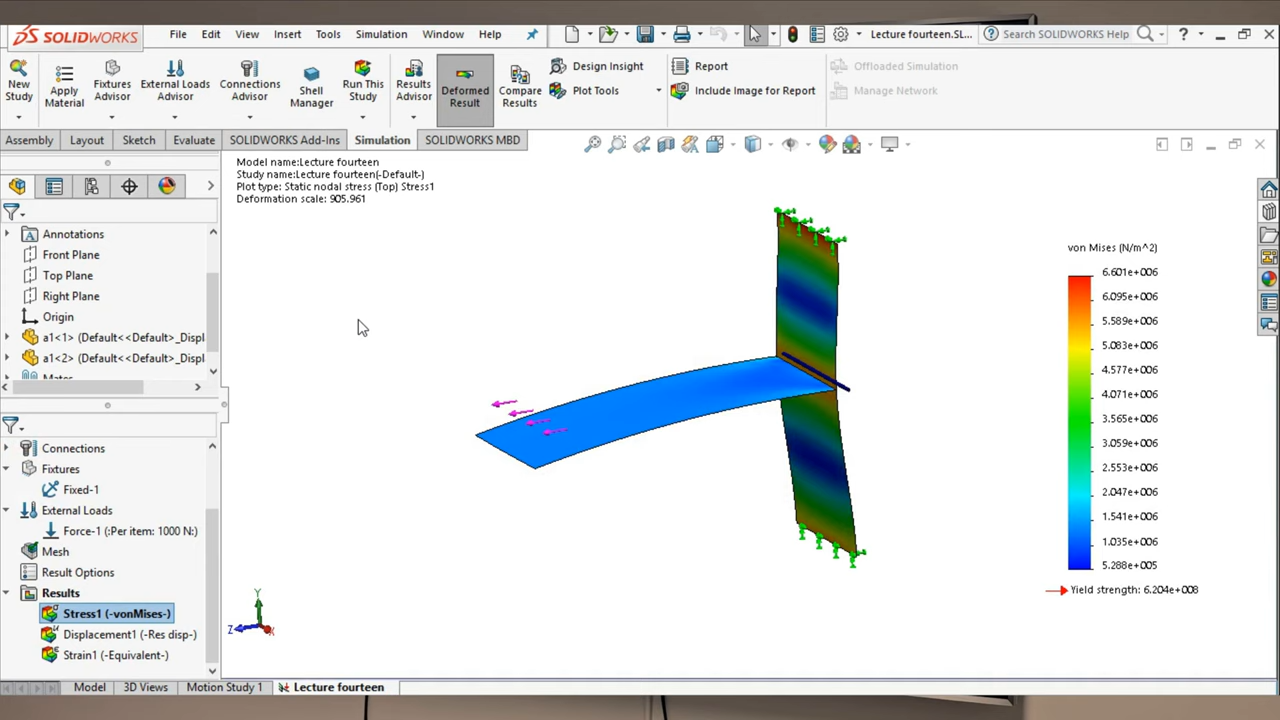 SOLIDWORKS File Edit View Insert Tools Simulation Window Help Lecture fourteen.SL... Search SOLIDWORKS Help ?
New Study
Apply Material
Fixtures Advisor
External Loads Advisor
Connections Advisor
Shell Manager
Run This Study
Results Advisor
Deformed Result
Compare Results
Design Insight
Plot Tools
Report
Include Image for Report
Offloaded Simulation
Manage Network
Assembly Layout Sketch Evaluate SOLIDWORKS Add-Ins Simulation SOLIDWORKS MBD
Model name:Lecture fourteen
Study name:Lecture fourteen(-Default-)
Plot type: Static nodal stress (Top) Stress1
Deformation scale: 905.961
Annotations
Front Plane
Top Plane
Right Plane
Origin
a1<1> (Default<<Default>_Displ
a1<2> (Default<<Default>_Displ
Connections
Fixtures
Fixed-1
External Loads
Force-1 (:Per item: 1000 N:)
Mesh
Result Options
Results
Stress1 (-vonMises-)
Displacement1 (-Res disp-)
Strain1 (-Equivalent-)
von Mises (N/m^2)
6.601e+006
6.095e+006
5.589e+006
5.083e+006
4.577e+006
4.071e+006
3.565e+006
3.059e+006
2.553e+006
2.047e+006
1.541e+006
1.035e+006
5.288e+005
Yield strength: 6.204e+008
Y
Z X
Model 3D Views Motion Study 1 Lecture fourteen